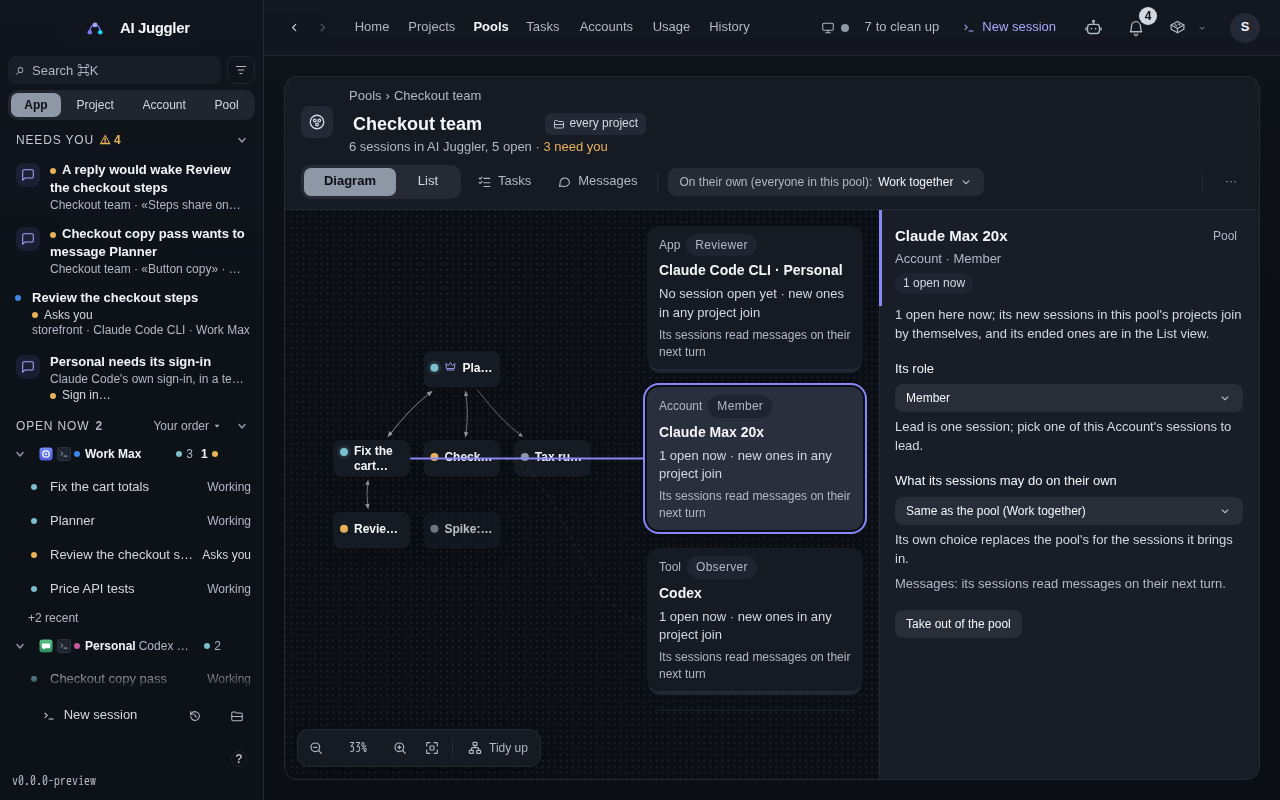 AI Juggler
Search ⌘K
App Project Account Pool
NEEDS YOU 4
A reply would wake Review the checkout steps
Checkout team · «Steps share on…
Checkout copy pass wants to message Planner
Checkout team · «Button copy» · …
Review the checkout steps
Asks you
storefront · Claude Code CLI · Work Max
Personal needs its sign-in
Claude Code's own sign-in, in a te…
Sign in…
OPEN NOW 2 Your order
Work Max 3 1
Fix the cart totals Working
Planner Working
Review the checkout s… Asks you
Price API tests Working
+2 recent
Personal Codex … 2
Checkout copy pass Working
New session
?
v0.0.0-preview
Home Projects Pools Tasks Accounts Usage History
7 to clean up
New session
4
S
Pools › Checkout team
Checkout team every project
6 sessions in AI Juggler, 5 open · 3 need you
Diagram List Tasks Messages
On their own (everyone in this pool): Work together
Pla…
Fix the cart…
Check…
Tax ru…
Revie…
Spike:…
App Reviewer
Claude Code CLI · Personal
No session open yet · new ones
in any project join
Its sessions read messages on their
next turn
Account Member
Claude Max 20x
1 open now · new ones in any
project join
Its sessions read messages on their
next turn
Tool Observer
Codex
1 open now · new ones in any
project join
Its sessions read messages on their
next turn
33% Tidy up
Claude Max 20x Pool
Account · Member
1 open now
1 open here now; its new sessions in this pool's projects join
by themselves, and its ended ones are in the List view.
Its role
Member
Lead is one session; pick one of this Account's sessions to
lead.
What its sessions may do on their own
Same as the pool (Work together)
Its own choice replaces the pool's for the sessions it brings
in.
Messages: its sessions read messages on their next turn.
Take out of the pool